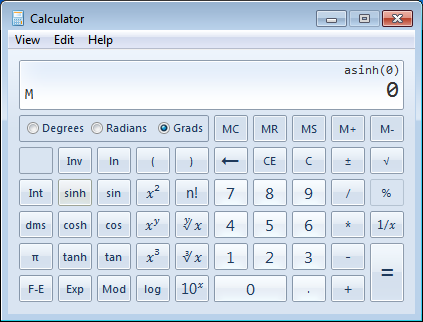 Calculator
View Edit Help
asinh(0)
M 0
Degrees Radians Grads MC MR MS M+ M-
Inv ln ( ) ← CE C ± √
Int sinh sin x² n! 7 8 9 / %
dms cosh cos xʸ ʸ√x 4 5 6 * 1/x
π tanh tan x³ ³√x 1 2 3 - =
F-E Exp Mod log 10ˣ 0 . +